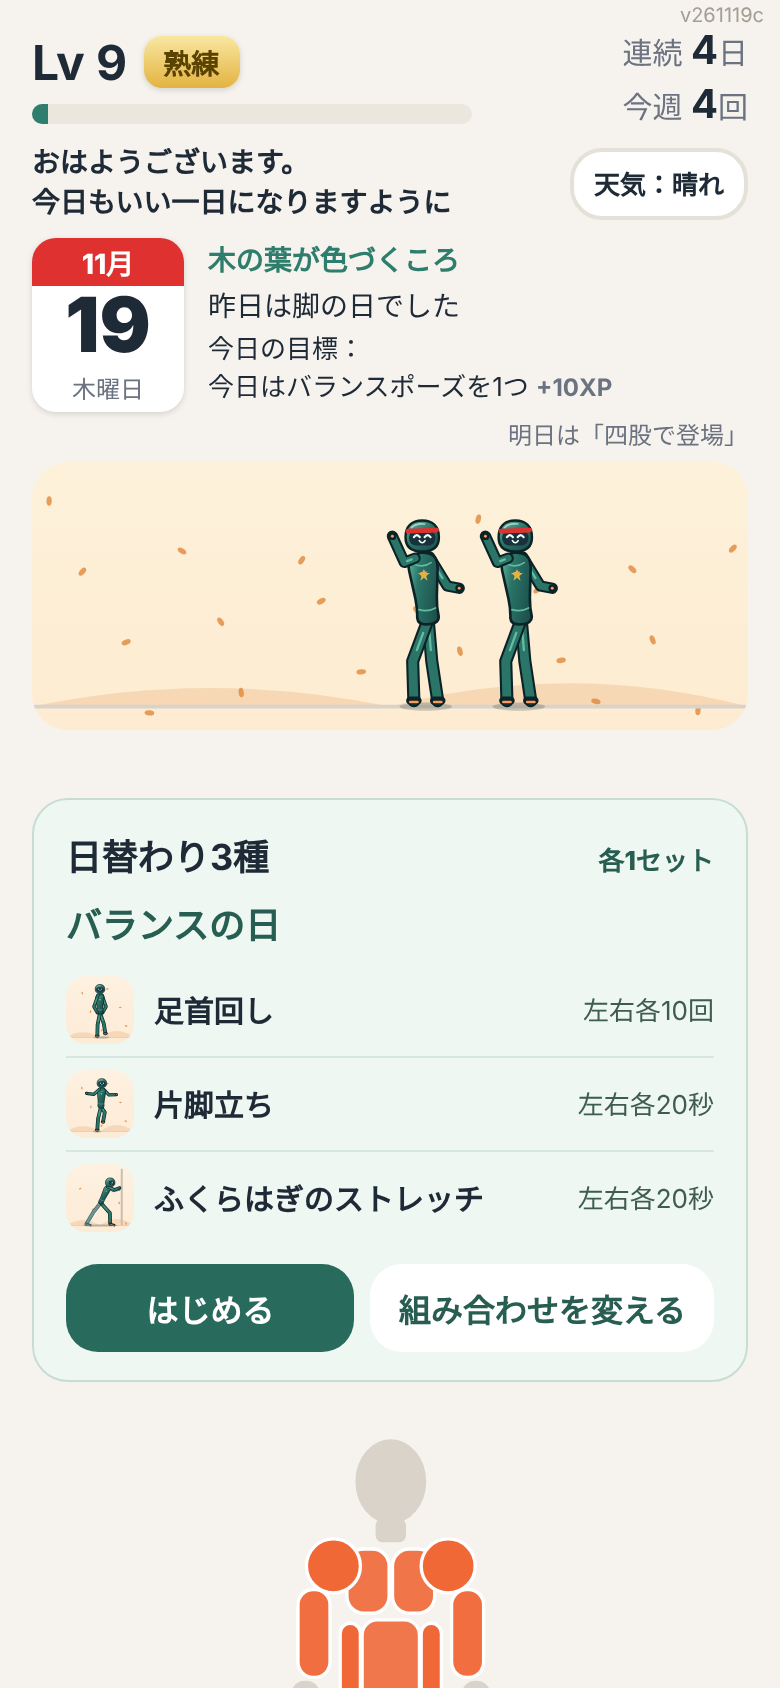 v261119c
Lv 9 熟練
連続 4日
今週 4回
おはようございます。
今日もいい一日になりますように
天気：晴れ
11月
19
木曜日
木の葉が色づくころ
昨日は脚の日でした
今日の目標：
今日はバランスポーズを1つ +10XP
明日は「四股で登場」
日替わり3種
各1セット
バランスの日
足首回し 左右各10回
片脚立ち 左右各20秒
ふくらはぎのストレッチ 左右各20秒
はじめる
組み合わせを変える